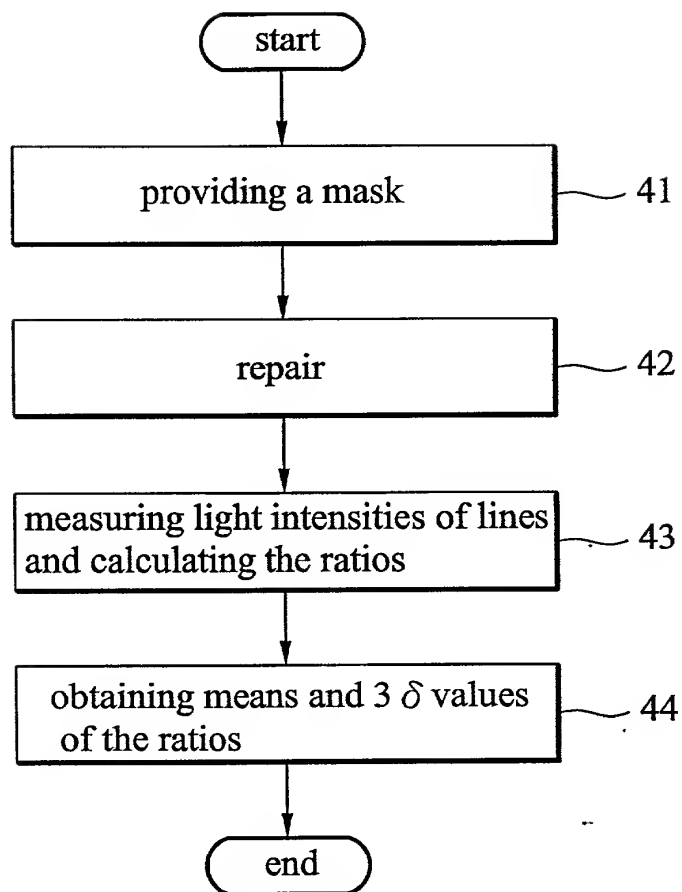 start
providing a mask
41
repair
42
measuring light intensities of lines
and calculating the ratios
43
obtaining means and 3 δ values
of the ratios
44
end